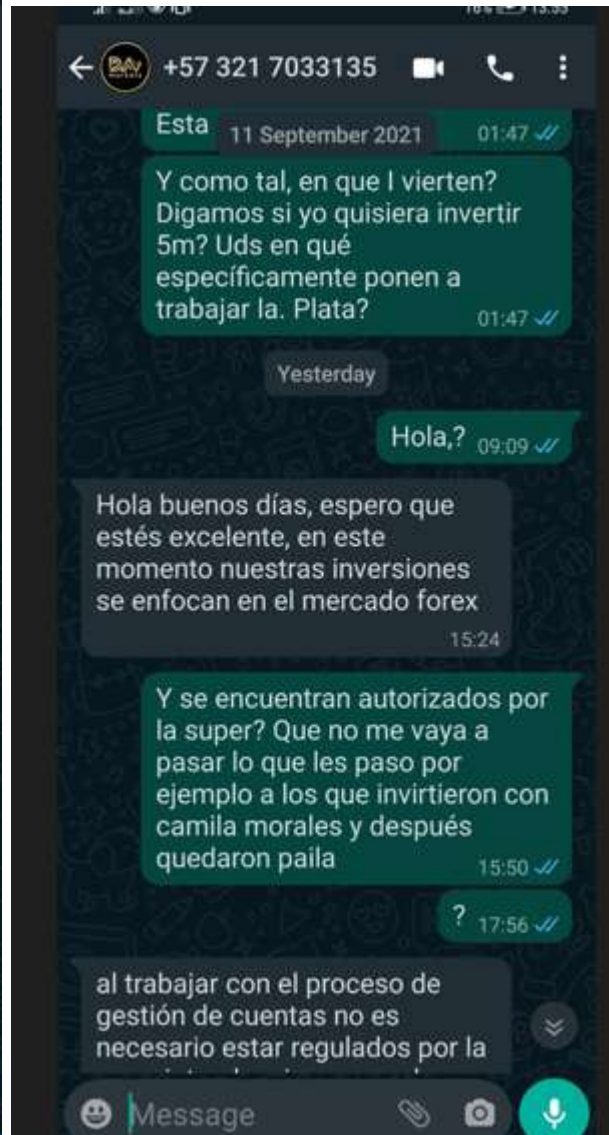 +57 321 7033135
Esta
01:47
11 September 2021
Y como tal, en que I vierten?
Digamos si yo quisiera invertir
5m? Uds en qué
específicamente ponen a
trabajar la. Plata?
01:47
Yesterday
Hola,? 09:09
Hola buenos días, espero que
estés excelente, en este
momento nuestras inversiones
se enfocan en el mercado forex
15:24
Y se encuentran autorizados por
la super? Que no me vaya a
pasar lo que les paso por
ejemplo a los que invirtieron con
camila morales y después
quedaron paila
15:50
? 17:56
al trabajar con el proceso de
gestión de cuentas no es
necesario estar regulados por la
Message